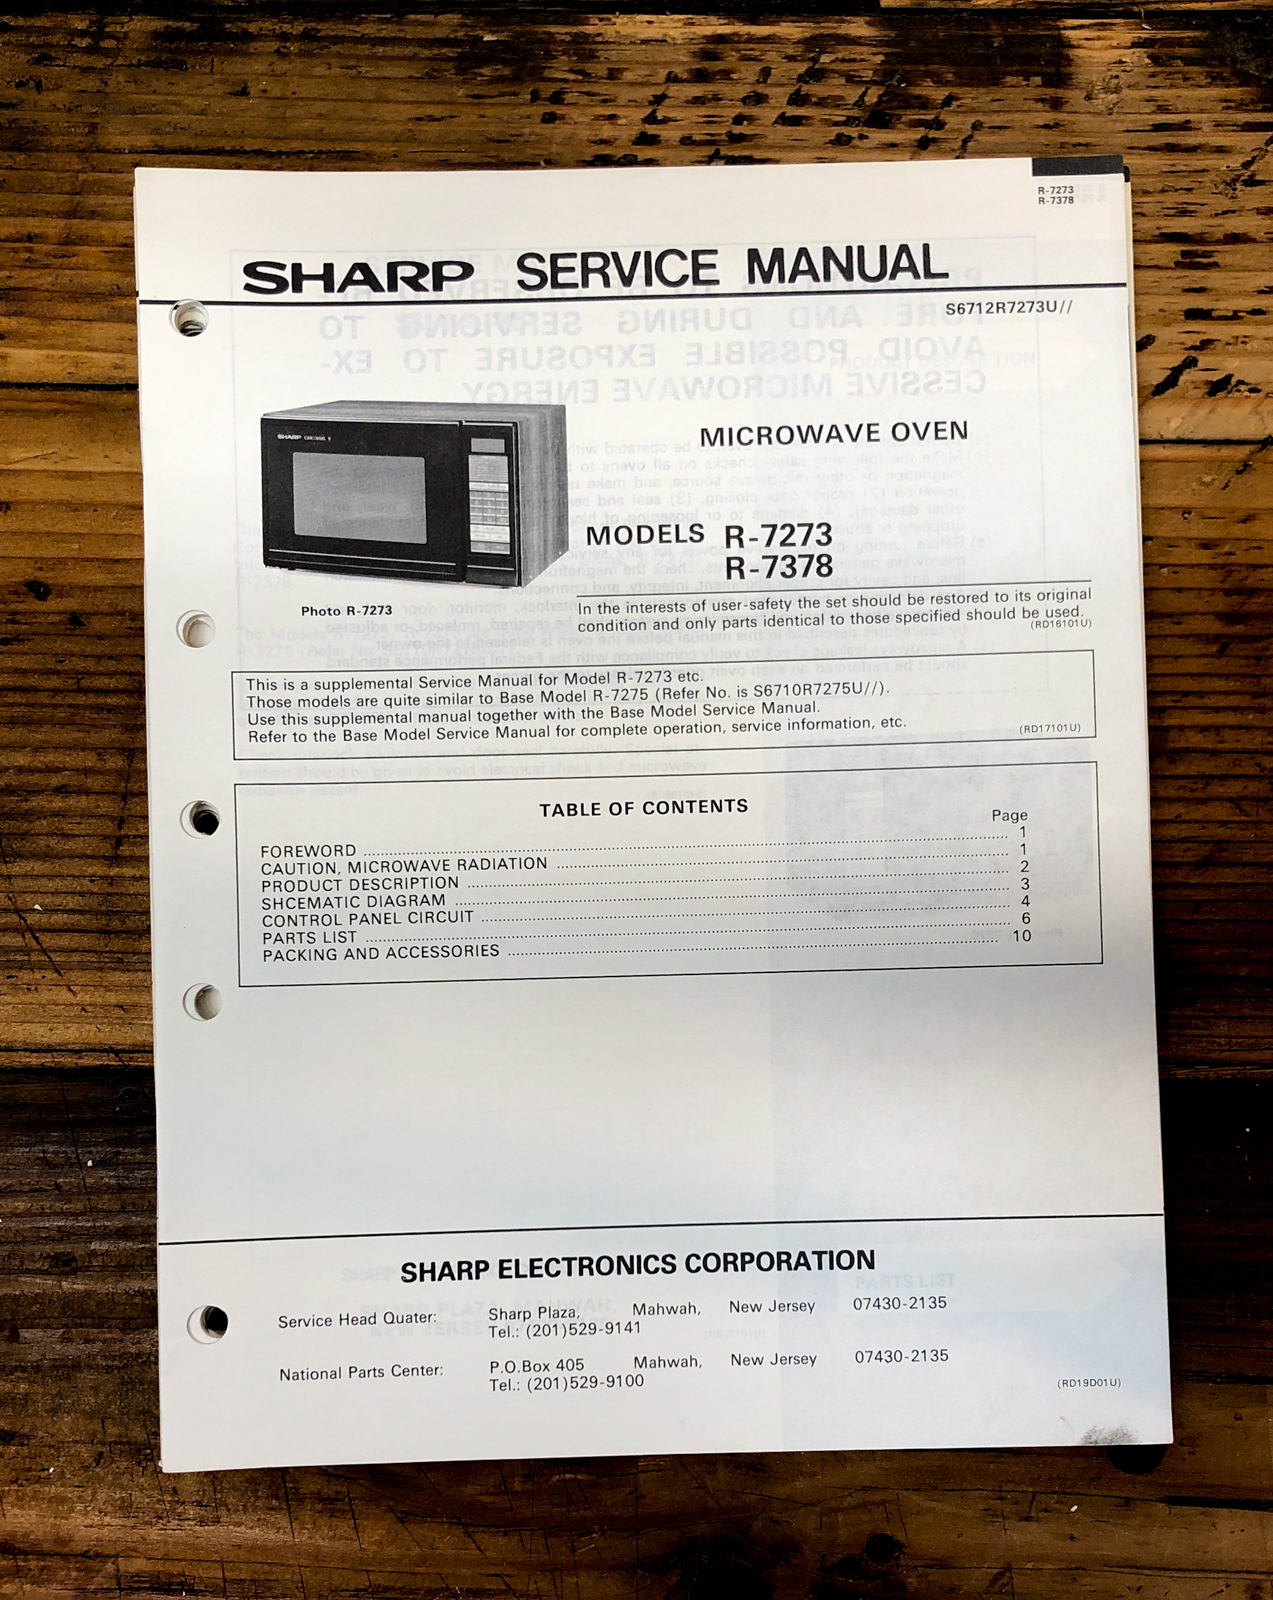 R-7273
R-7378
SHARP SERVICE MANUAL
S6712R7273U//
SHARP
MICROWAVE OVEN
MODELS R-7273
R-7378
Photo R-7273
In the interests of user-safety the set should be restored to its original
condition and only parts identical to those specified should be used.
(RD16101U)
This is a supplemental Service Manual for Model R-7273 etc.
Those models are quite similar to Base Model R-7275 (Refer No. is S6710R7275U//).
Use this supplemental manual together with the Base Model Service Manual.
Refer to the Base Model Service Manual for complete operation, service information, etc.
(RD17101U)
TABLE OF CONTENTS
Page
FOREWORD 1
CAUTION, MICROWAVE RADIATION 1
PRODUCT DESCRIPTION 2
SHCEMATIC DIAGRAM 3
CONTROL PANEL CIRCUIT 4
PARTS LIST 6
PACKING AND ACCESSORIES 10
SHARP ELECTRONICS CORPORATION
Service Head Quater: Sharp Plaza, Mahwah, New Jersey 07430-2135
Tel.: (201)529-9141
National Parts Center: P.O.Box 405 Mahwah, New Jersey 07430-2135
Tel.: (201)529-9100
(RD19D01U)